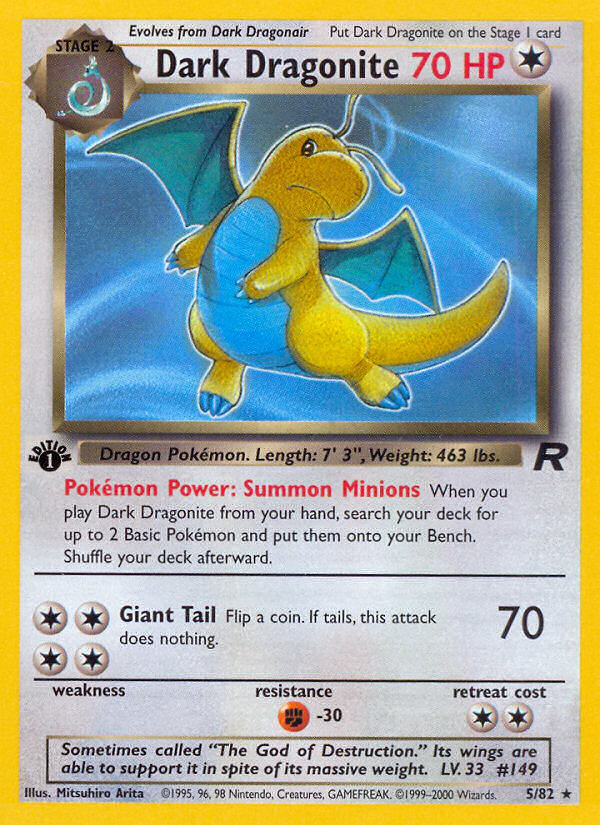 Evolves from Dark Dragonair Put Dark Dragonite on the Stage 1 card
STAGE 2
Dark Dragonite 70 HP
EDITION
1
Dragon Pokémon. Length: 7' 3", Weight: 463 lbs.
R
Pokémon Power: Summon Minions When you
play Dark Dragonite from your hand, search your deck for
up to 2 Basic Pokémon and put them onto your Bench.
Shuffle your deck afterward.
Giant Tail Flip a coin. If tails, this attack
does nothing.
70
weakness resistance retreat cost
-30
Sometimes called “The God of Destruction.” Its wings are
able to support it in spite of its massive weight. LV. 33 #149
Illus. Mitsuhiro Arita ©1995, 96, 98 Nintendo, Creatures, GAMEFREAK. ©1999–2000 Wizards. 5/82 ★